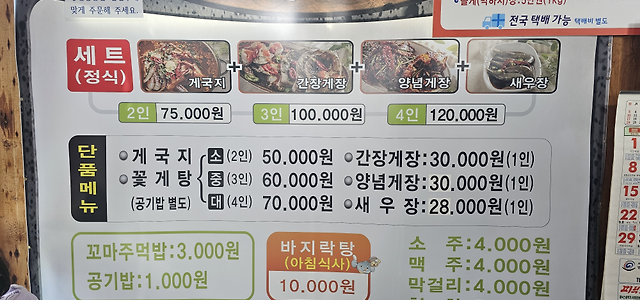 맞게 주문해 주세요.
전국 택배 가능 택배비 별도
세트 (정식)
게국지 + 간장게장 + 양념게장 + 새우장
2인 75.000원 3인 100.000원 4인 120.000원
단품메뉴
게국지 소 (2인) 50.000원
꽃게탕 중 (3인) 60.000원
(공기밥 별도) 대 (4인) 70.000원
간장게장:30.000원(1인)
양념게장:30.000원(1인)
새우장:28.000원(1인)
꼬마주먹밥:3.000원
공기밥:1.000원
바지락탕
(아침식사)
10.000원
소 주:4.000원
맥 주:4.000원
막걸리:4.000원
1
8
15
22
29